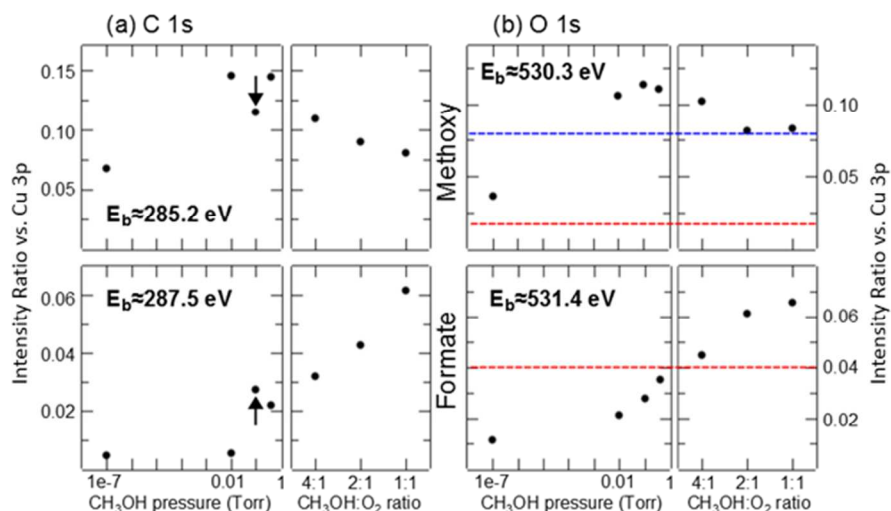 (a) C 1s
(b) O 1s
0.15
0.10
0.05
E_b≈285.2 eV
Methoxy
E_b≈530.3 eV
0.10
0.05
Intensity Ratio vs. Cu 3p
Intensity Ratio vs. Cu 3p
0.06
0.04
0.02
E_b≈287.5 eV
Formate
E_b≈531.4 eV
0.06
0.04
0.02
1e-7 0.01 1 4:1 2:1 1:1 1e-7 0.01 1 4:1 2:1 1:1
CH₃OH pressure (Torr) CH₃OH:O₂ ratio CH₃OH pressure (Torr) CH₃OH:O₂ ratio